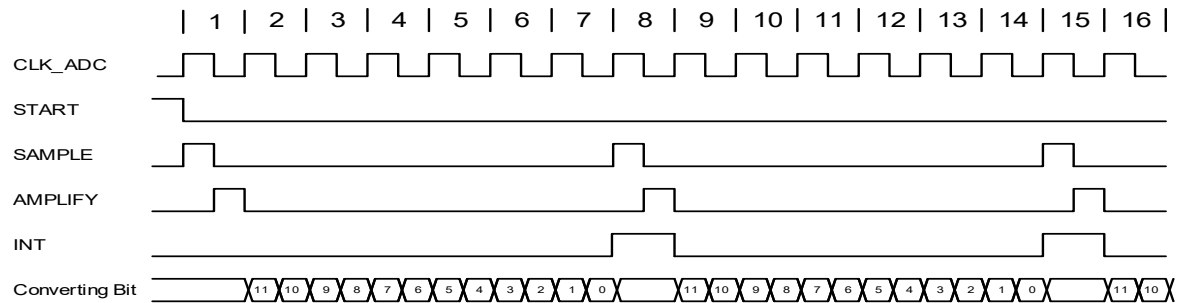 | 1 | 2 | 3 | 4 | 5 | 6 | 7 | 8 | 9 | 10 | 11 | 12 | 13 | 14 | 15 | 16 |
CLK_ADC
START
SAMPLE
AMPLIFY
INT
Converting Bit 11 10 9 8 7 6 5 4 3 2 1 0 11 10 9 8 7 6 5 4 3 2 1 0 11 10